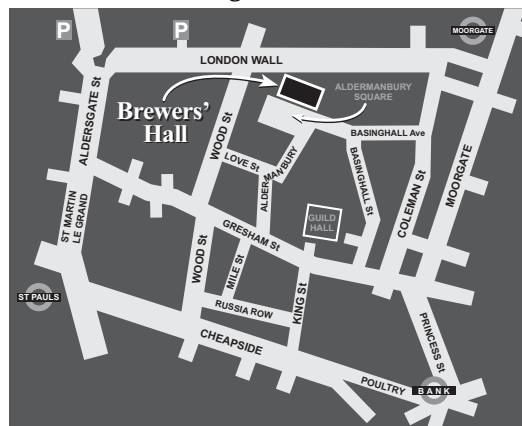 P
P
MOORGATE
LONDON WALL
ALDERMANBURY
SQUARE
Brewers'
Hall
ALDERSGATE St
WOOD St
LOVE St
ALDERMANBURY
BASINGHALL Ave
BASINGHALL St
COLEMAN St
MOORGATE
ST MARTIN
LE GRAND
GUILD
HALL
GRESHAM St
WOOD St
MILE St
KING St
RUSSIA ROW
ST PAULS
CHEAPSIDE
PRINCESS St
POULTRY
BANK